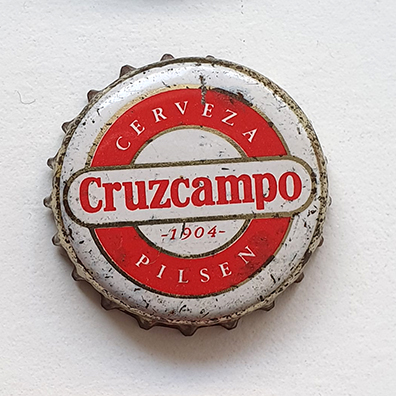 CERVEZA
Cruzcampo
-1904-
PILSEN